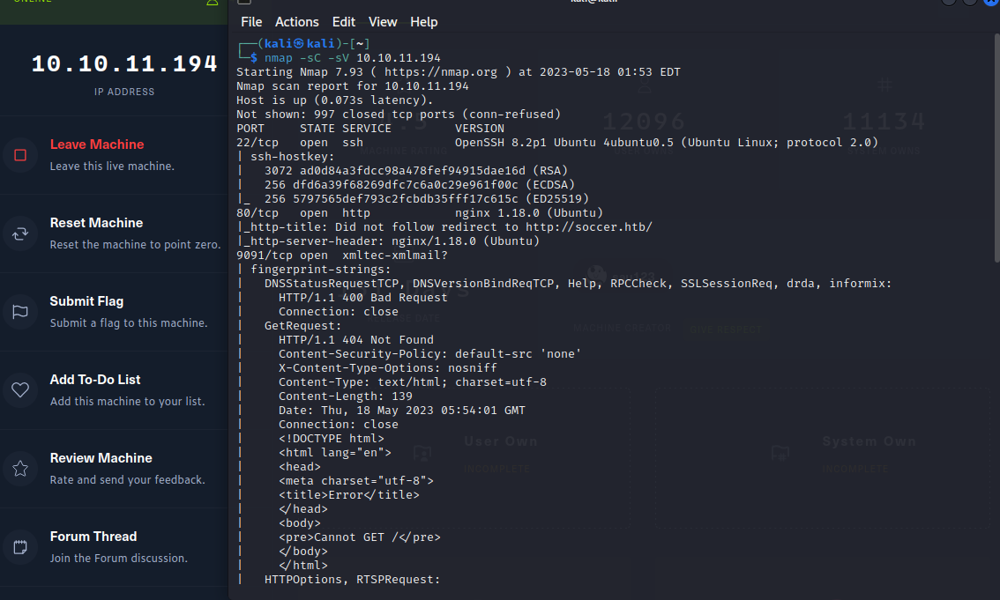 ONLINE
10.10.11.194
IP ADDRESS
Leave Machine
Leave this live machine.
Reset Machine
Reset the machine to point zero.
Submit Flag
Submit a flag to this machine.
Add To-Do List
Add this machine to your list.
Review Machine
Rate and send your feedback.
Forum Thread
Join the Forum discussion.
kali@kali
File Actions Edit View Help
┌──(kali㉿kali)-[~]
└─$ nmap -sC -sV 10.10.11.194
Starting Nmap 7.93 ( https://nmap.org ) at 2023-05-18 01:53 EDT
Nmap scan report for 10.10.11.194
Host is up (0.073s latency).
Not shown: 997 closed tcp ports (conn-refused)
PORT     STATE SERVICE         VERSION
22/tcp   open  ssh             OpenSSH 8.2p1 Ubuntu 4ubuntu0.5 (Ubuntu Linux; protocol 2.0)
| ssh-hostkey:
|   3072 ad0d84a3fdcc98a478fef94915dae16d (RSA)
|   256 dfd6a39f68269dfc7c6a0c29e961f00c (ECDSA)
|_  256 5797565def793c2fcbdb35fff17c615c (ED25519)
80/tcp   open  http            nginx 1.18.0 (Ubuntu)
|_http-title: Did not follow redirect to http://soccer.htb/
|_http-server-header: nginx/1.18.0 (Ubuntu)
9091/tcp open  xmltec-xmlmail?
| fingerprint-strings:
|   DNSStatusRequestTCP, DNSVersionBindReqTCP, Help, RPCCheck, SSLSessionReq, drda, informix:
|     HTTP/1.1 400 Bad Request
|     Connection: close
|   GetRequest:
|     HTTP/1.1 404 Not Found
|     Content-Security-Policy: default-src 'none'
|     X-Content-Type-Options: nosniff
|     Content-Type: text/html; charset=utf-8
|     Content-Length: 139
|     Date: Thu, 18 May 2023 05:54:01 GMT
|     Connection: close
|     <!DOCTYPE html>
|     <html lang="en">
|     <head>
|     <meta charset="utf-8">
|     <title>Error</title>
|     </head>
|     <body>
|     <pre>Cannot GET /</pre>
|     </body>
|     </html>
|   HTTPOptions, RTSPRequest:
12096
USER OWNS
11134
SYSTEM OWNS
MACHINE RATING
RELEASE DATE
MACHINE CREATOR
GIVE RESPECT
User Own
INCOMPLETE
System Own
INCOMPLETE